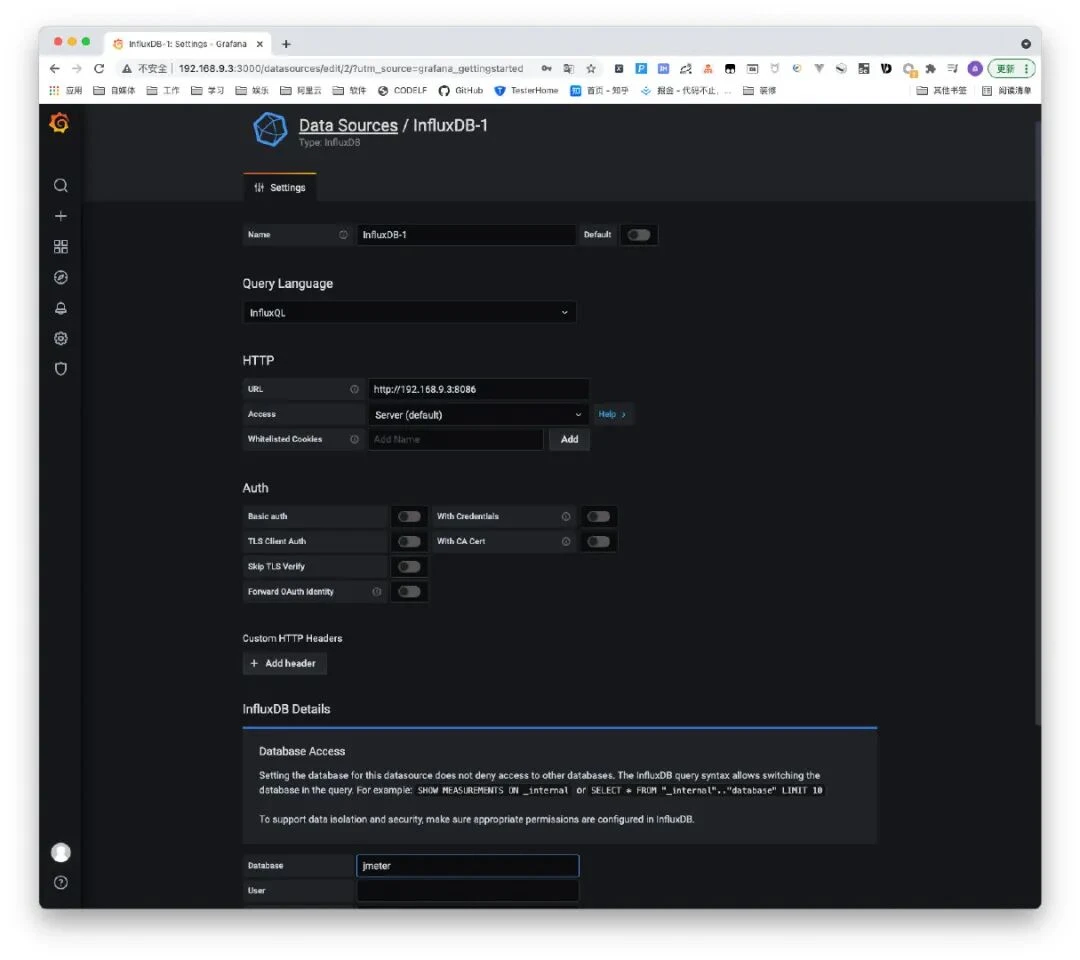 InfluxDB-1: Settings - Grafana
不安全 192.168.9.3:3000/datasources/edit/2/?utm_source=grafana_gettingstarted 更新
应用 自媒体 工作 学习 娱乐 阿里云 软件 CODELF GitHub TesterHome 首页 - 知乎 掘金 - 代码不止, ... 装修 其他书签 阅读清单
Data Sources / InfluxDB-1
Type: InfluxDB
Settings
Name InfluxDB-1 Default
Query Language
InfluxQL
HTTP
URL http://192.168.9.3:8086
Access Server (default) Help >
Whitelisted Cookies Add Name Add
Auth
Basic auth With Credentials
TLS Client Auth With CA Cert
Skip TLS Verify
Forward OAuth Identity
Custom HTTP Headers
+ Add header
InfluxDB Details
Database Access
Setting the database for this datasource does not deny access to other databases. The InfluxDB query syntax allows switching the
database in the query. For example: SHOW MEASUREMENTS ON _internal or SELECT * FROM "_internal".."database" LIMIT 10
To support data isolation and security, make sure appropriate permissions are configured in InfluxDB.
Database jmeter
User